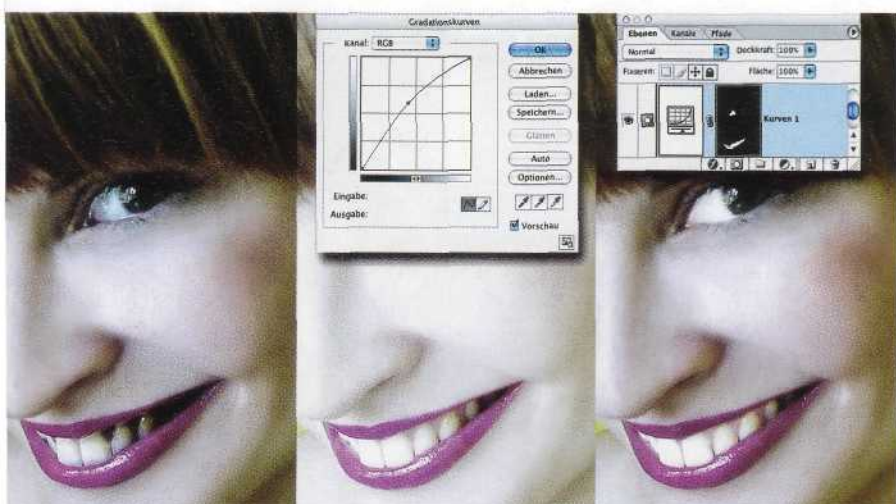 Gradationskurven
Kanal: RGB
OK
Abbrechen
Laden...
Speichern...
Glätten
Auto
Optionen...
Eingabe:
Ausgabe:
Vorschau
Ebenen Kanäle Pfade
Normal Deckkraft: 100%
Fixieren: Fläche: 100%
Kurven 1